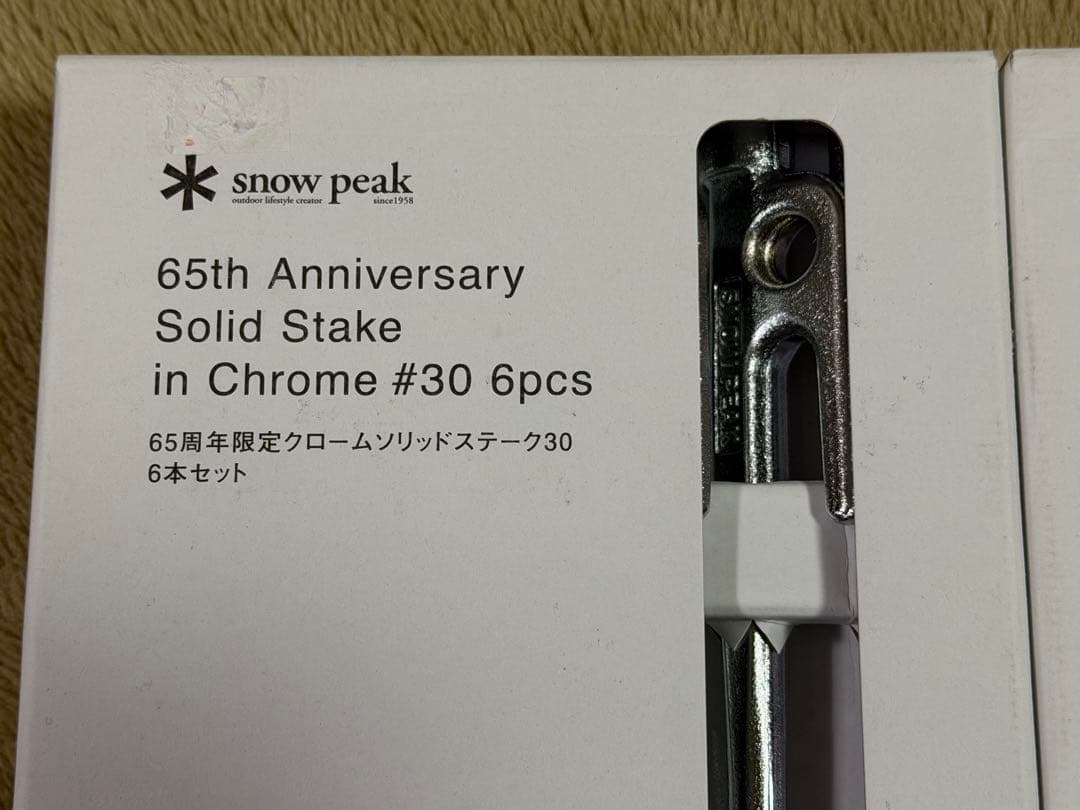 snow peak
outdoor lifestyle creator since1958
65th Anniversary
Solid Stake
in Chrome #30 6pcs
65周年限定クロームソリッドステーク30
6本セット
SNOW PEAK